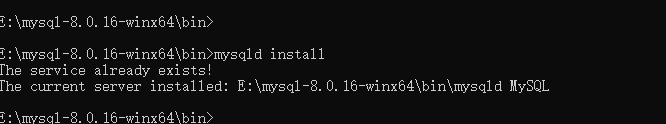 E:\mysql-8.0.16-winx64\bin>
E:\mysql-8.0.16-winx64\bin>mysqld install
The service already exists!
The current server installed: E:\mysql-8.0.16-winx64\bin\mysqld MySQL
E:\mysql-8.0.16-winx64\bin>